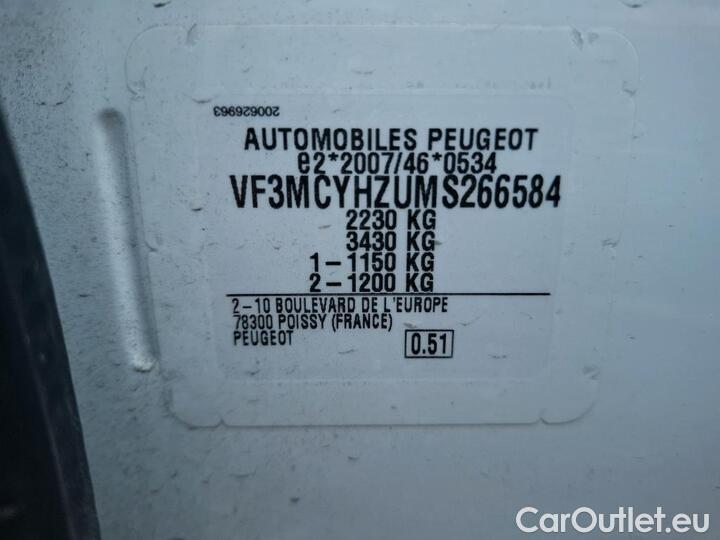 200626963
AUTOMOBILES PEUGEOT
e2*2007/46*0534
VF3MCYHZUMS266584
2230 KG
3430 KG
1-1150 KG
2-1200 KG
2-10 BOULEVARD DE L'EUROPE
78300 POISSY (FRANCE)
PEUGEOT
0.51
CarOutlet.eu